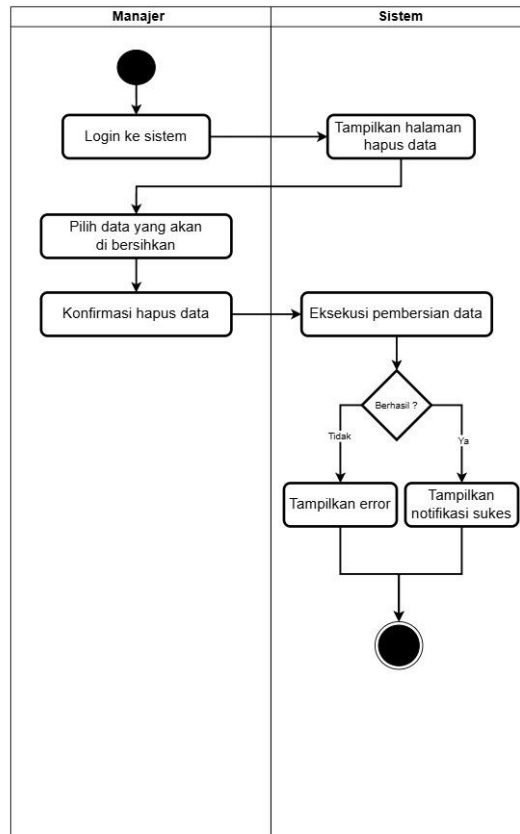 Manajer
Sistem
Login ke sistem
Tampilkan halaman
hapus data
Pilih data yang akan
di bersihkan
Konfirmasi hapus data
Eksekusi pembersian data
Berhasil ?
Tidak
Ya
Tampilkan error
Tampilkan
notifikasi sukes